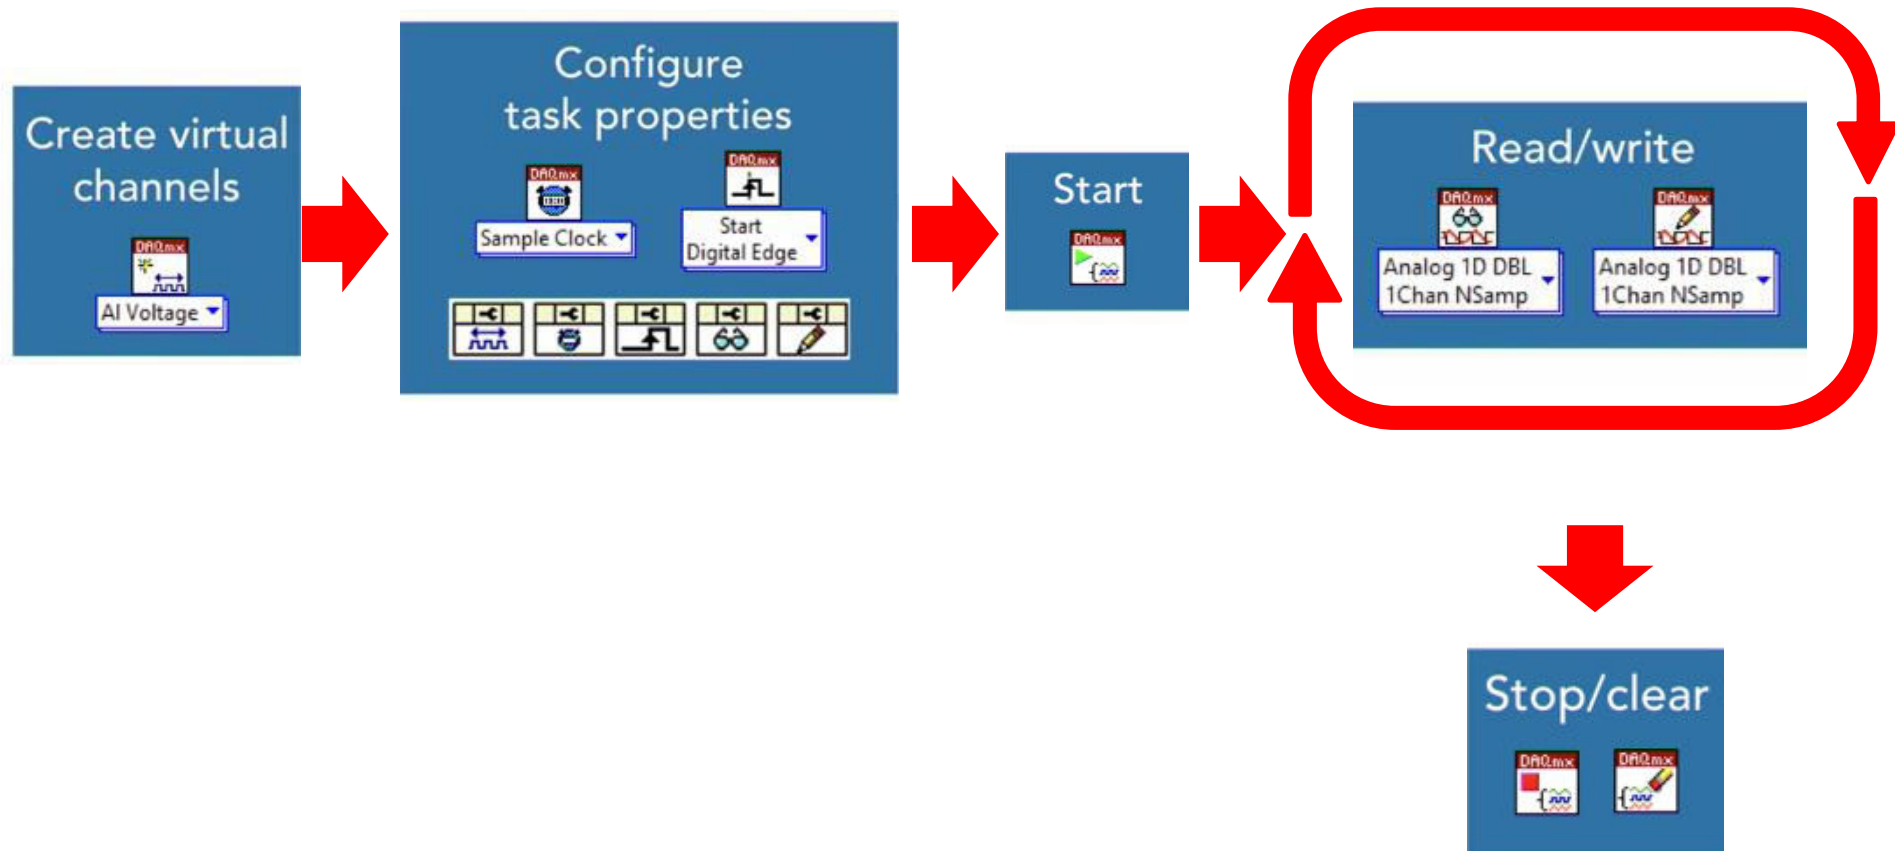 Create virtual
channels
DAQmx
AI Voltage
Configure
task properties
DAQmx
Sample Clock
DAQmx
Start
Digital Edge
Start
DAQmx
Read/write
DAQmx
Analog 1D DBL
1Chan NSamp
DAQmx
Analog 1D DBL
1Chan NSamp
Stop/clear
DAQmx
DAQmx